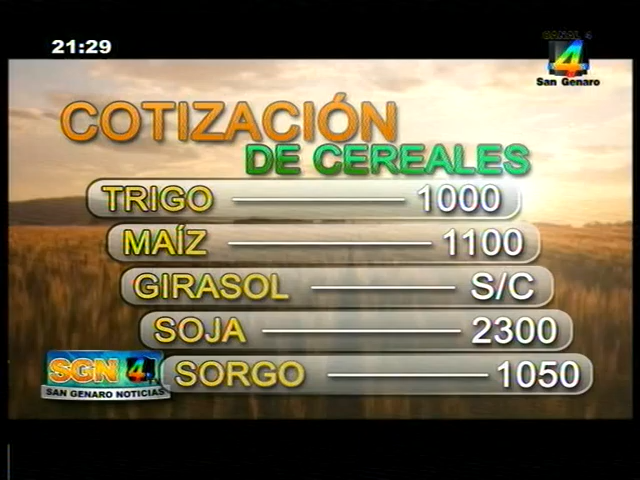 21:29
CANAL 4
4
San Genaro
COTIZACIÓN
DE CEREALES
TRIGO 1000
MAÍZ 1100
GIRASOL S/C
SOJA 2300
SORGO 1050
SGN 4
SAN GENARO NOTICIAS